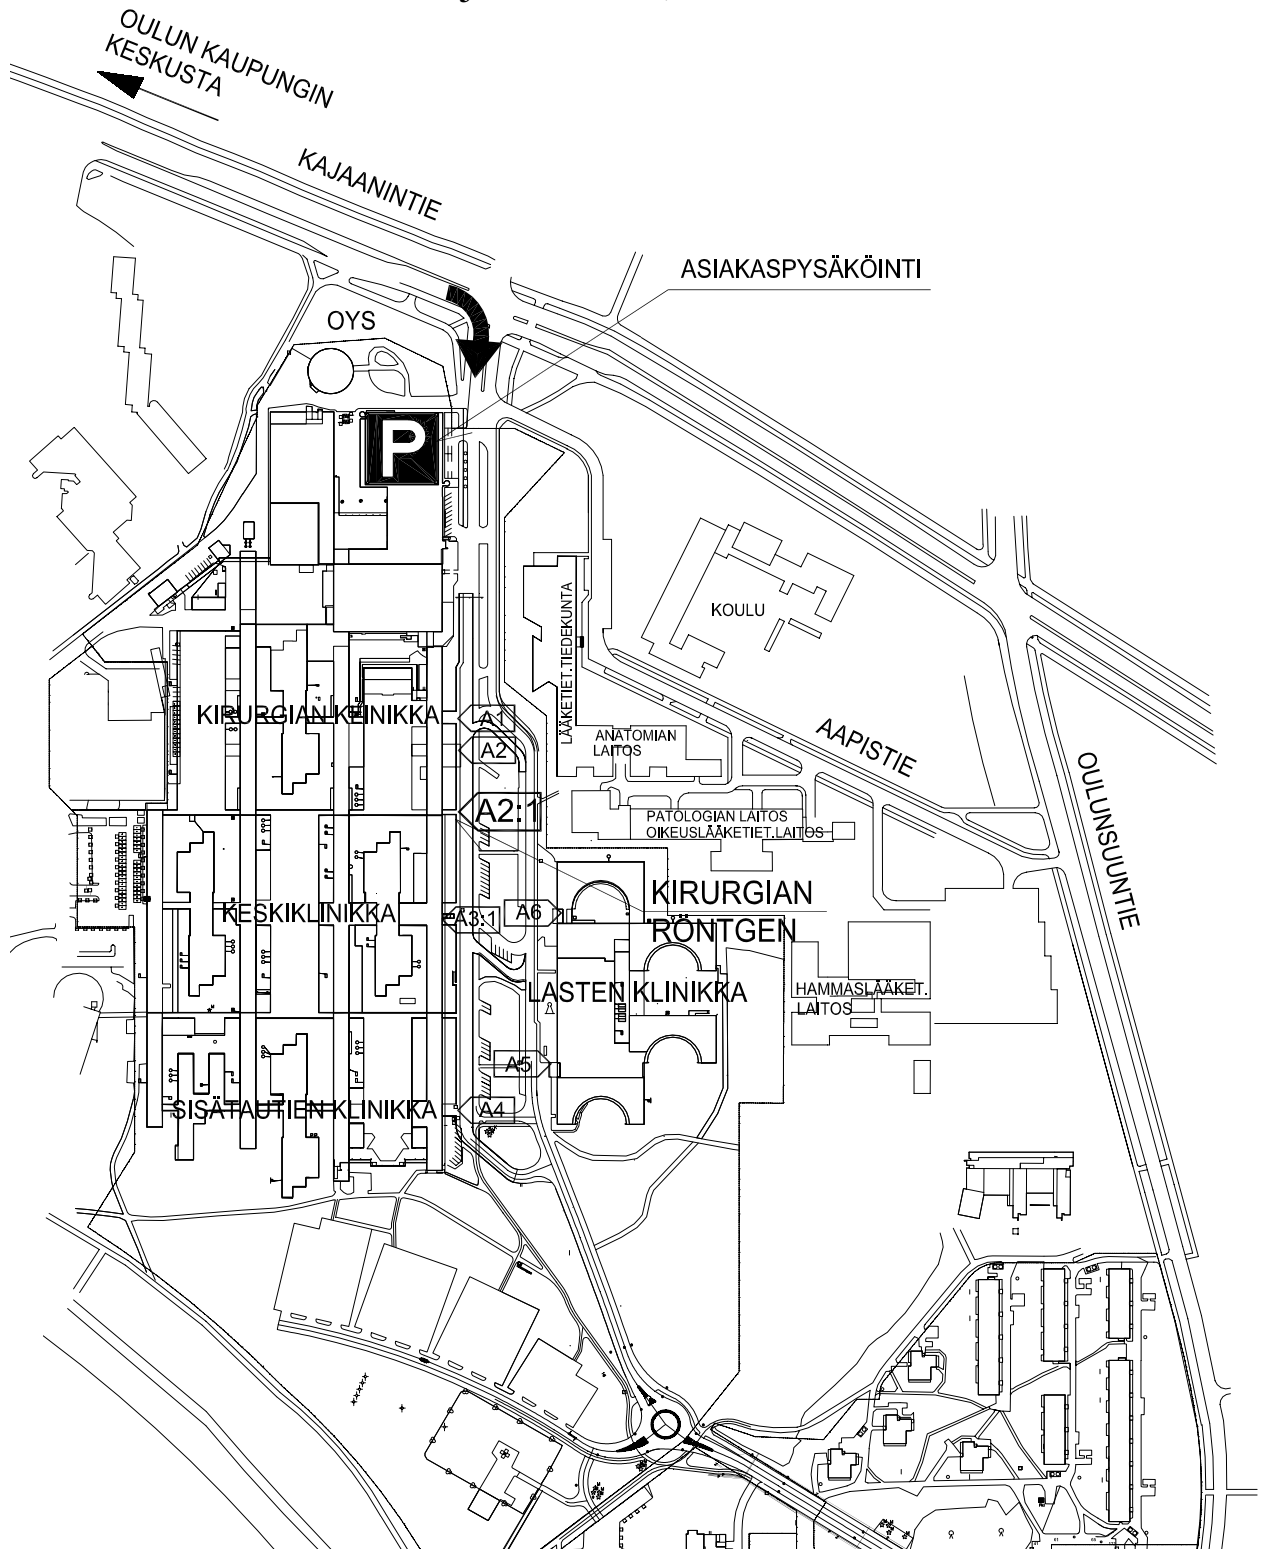 OULUN KAUPUNGIN
KESKUSTA
KAJAANINTIE
ASIAKASPYSÄKÖINTI
OYS
P
KOULU
LÄÄKETIET.TIEDEKUNTA
KIRURGIAN KLINIKKA
A1
A2
ANATOMIAN
LAITOS
AAPISTIE
OULUNSUUNTIE
A2:1
PATOLOGIAN LAITOS
OIKEUSLÄÄKETIET.LAITOS
KIRURGIAN
RÖNTGEN
KESKIKLINIKKA
A3:1
A6
LASTEN KLINIKKA
HAMMASLÄÄKET.
LAITOS
A5
SISÄTAUTIEN KLINIKKA
A4